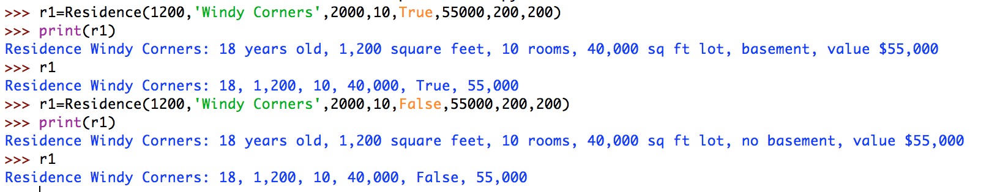 >>> r1=Residence(1200,'Windy Corners',2000,10,True,55000,200,200)
>>> print(r1)
Residence Windy Corners: 18 years old, 1,200 square feet, 10 rooms, 40,000 sq ft lot, basement, value $55,000
>>> r1
Residence Windy Corners: 18, 1,200, 10, 40,000, True, 55,000
>>> r1=Residence(1200,'Windy Corners',2000,10,False,55000,200,200)
>>> print(r1)
Residence Windy Corners: 18 years old, 1,200 square feet, 10 rooms, 40,000 sq ft lot, no basement, value $55,000
>>> r1
Residence Windy Corners: 18, 1,200, 10, 40,000, False, 55,000